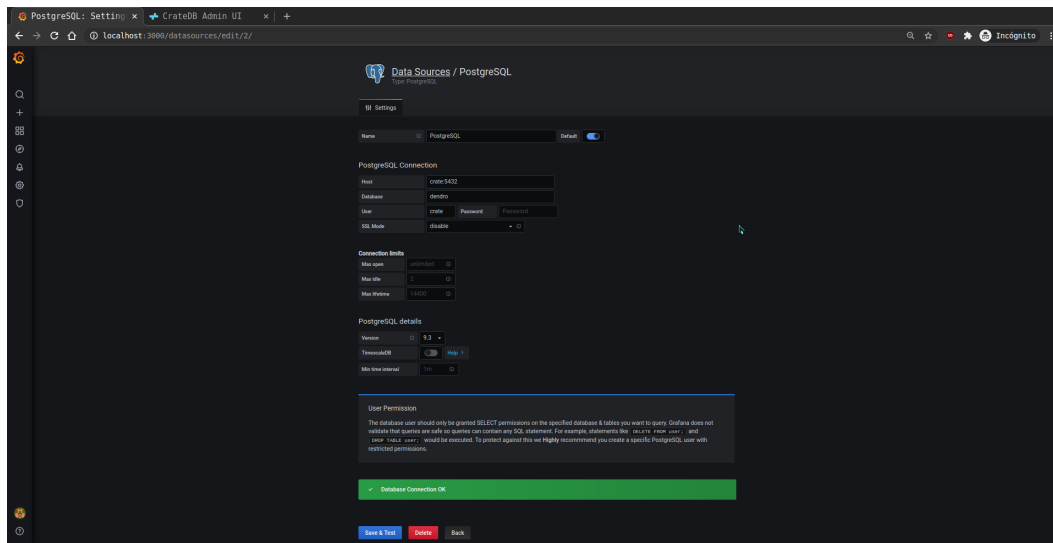 PostgreSQL: Setting
CrateDB Admin UI
localhost:3000/datasources/edit/2/
Incógnito
Data Sources / PostgreSQL
Type: PostgreSQL
Settings
Name PostgreSQL Default
PostgreSQL Connection
Host crate:5432
Database dendro
User crate Password Password
SSL Mode disable
Connection limits
Max open unlimited
Max idle 2
Max lifetime 14400
PostgreSQL details
Version 9.3
TimescaleDB Help
Min time interval 1m
User Permission
The database user should only be granted SELECT permissions on the specified database & tables you want to query. Grafana does not
validate that queries are safe so queries can contain any SQL statement. For example, statements like DELETE FROM user; and
DROP TABLE user; would be executed. To protect against this we Highly recommmend you create a specific PostgreSQL user with
restricted permissions.
Database Connection OK
Save & Test Delete Back